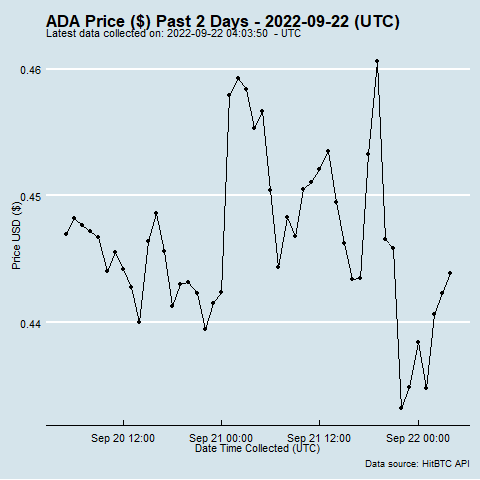 ADA Price ($) Past 2 Days - 2022-09-22 (UTC)
Latest data collected on: 2022-09-22 04:03:50 - UTC
0.46
0.45
0.44
Price USD ($)
Sep 20 12:00 Sep 21 00:00 Sep 21 12:00 Sep 22 00:00
Date Time Collected (UTC)
Data source: HitBTC API